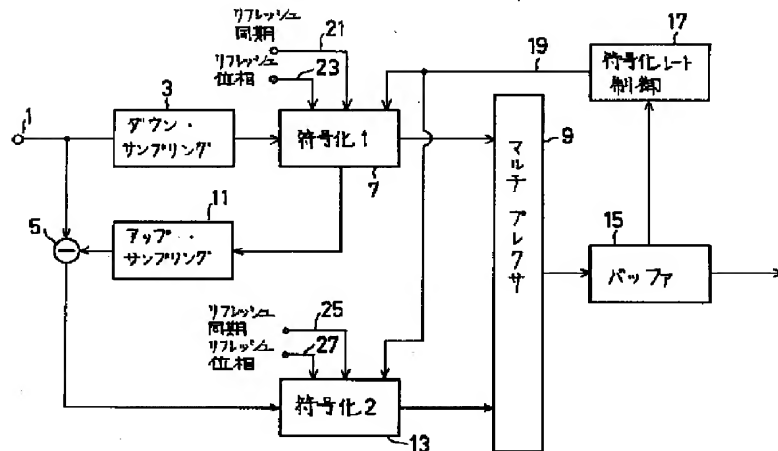 リフレッシュ
同期
21
リフレッシュ
位相
23
19
17
符号化レート
制御
1
3
ダウン・
サンプリング
符号化1
7
マルチプレクサ
9
5
11
アップ・
サンプリング
15
バッファ
リフレッシュ
同期
25
リフレッシュ
位相
27
符号化2
13